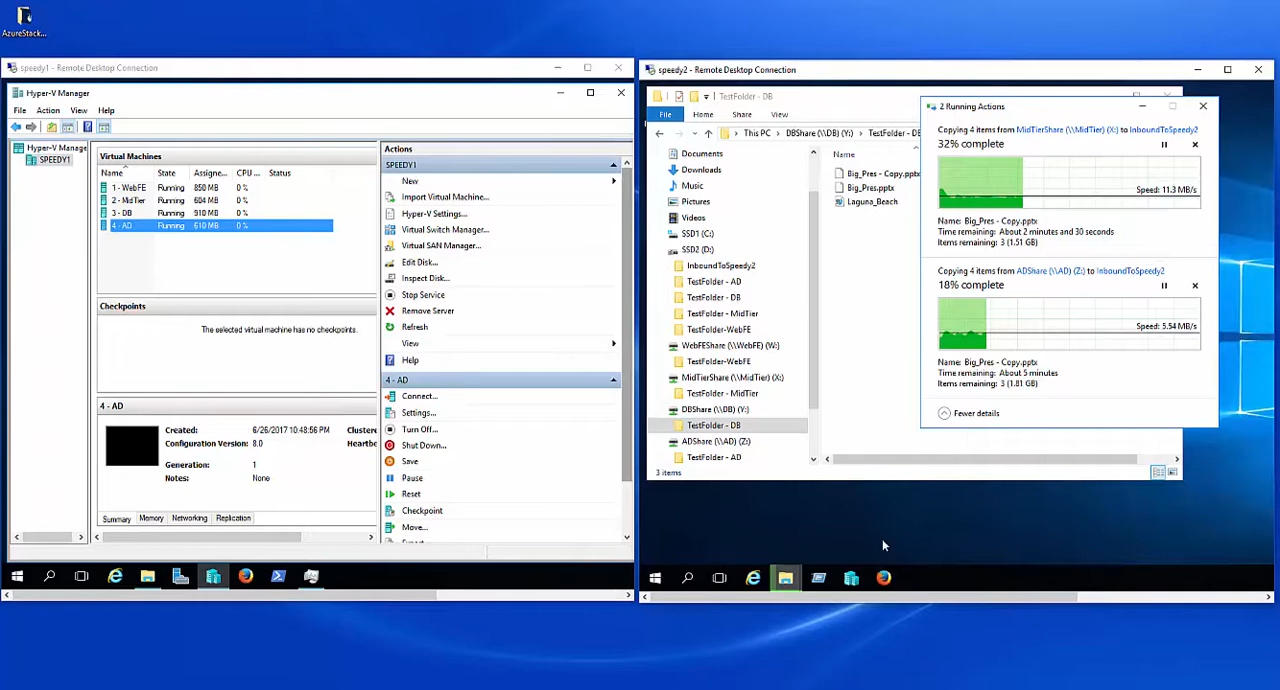 AzureStack...
speedy1 - Remote Desktop Connection
Hyper-V Manager
File Action View Help
Hyper-V Manage
SPEEDY1
Virtual Machines
Name State Assigne... CPU ... Status
1 - WebFE Running 850 MB 0 %
2 - MidTier Running 604 MB 0 %
3 - DB Running 910 MB 0 %
4 - AD Running 610 MB 0 %
Checkpoints
The selected virtual machine has no checkpoints.
4 - AD
Created: 6/26/2017 10:48:56 PM Clustere
Configuration Version: 8.0 Heartbe
Generation: 1
Notes: None
Summary Memory Networking Replication
Actions
SPEEDY1
New
Import Virtual Machine...
Hyper-V Settings...
Virtual Switch Manager...
Virtual SAN Manager...
Edit Disk...
Inspect Disk...
Stop Service
Remove Server
Refresh
View
Help
4 - AD
Connect...
Settings...
Turn Off...
Shut Down...
Save
Pause
Reset
Checkpoint
Move...
speedy2 - Remote Desktop Connection
TestFolder - DB
File Home Share View
This PC DBShare (\\DB) (Y:) TestFolder - DB
Documents
Downloads
Music
Pictures
Videos
SSD1 (C:)
SSD2 (D:)
InboundToSpeedy2
TestFolder - AD
TestFolder - DB
TestFolder - MidTier
TestFolder-WebFE
WebFEShare (\\WebFE) (W:)
TestFolder-WebFE
MidTierShare (\\MidTier) (X:)
TestFolder - MidTier
DBShare (\\DB) (Y:)
TestFolder - DB
ADShare (\\AD) (Z:)
TestFolder - AD
Name
Big_Pres - Copy.pptx
Big_Pres.pptx
Laguna_Beach
3 items
2 Running Actions
Copying 4 items from MidTierShare (\\MidTier) (X:) to InboundToSpeedy2
32% complete
Speed: 11.3 MB/s
Name: Big_Pres - Copy.pptx
Time remaining: About 2 minutes and 30 seconds
Items remaining: 3 (1.51 GB)
Copying 4 items from ADShare (\\AD) (Z:) to InboundToSpeedy2
18% complete
Speed: 5.54 MB/s
Name: Big_Pres - Copy.pptx
Time remaining: About 5 minutes
Items remaining: 3 (1.81 GB)
Fewer details